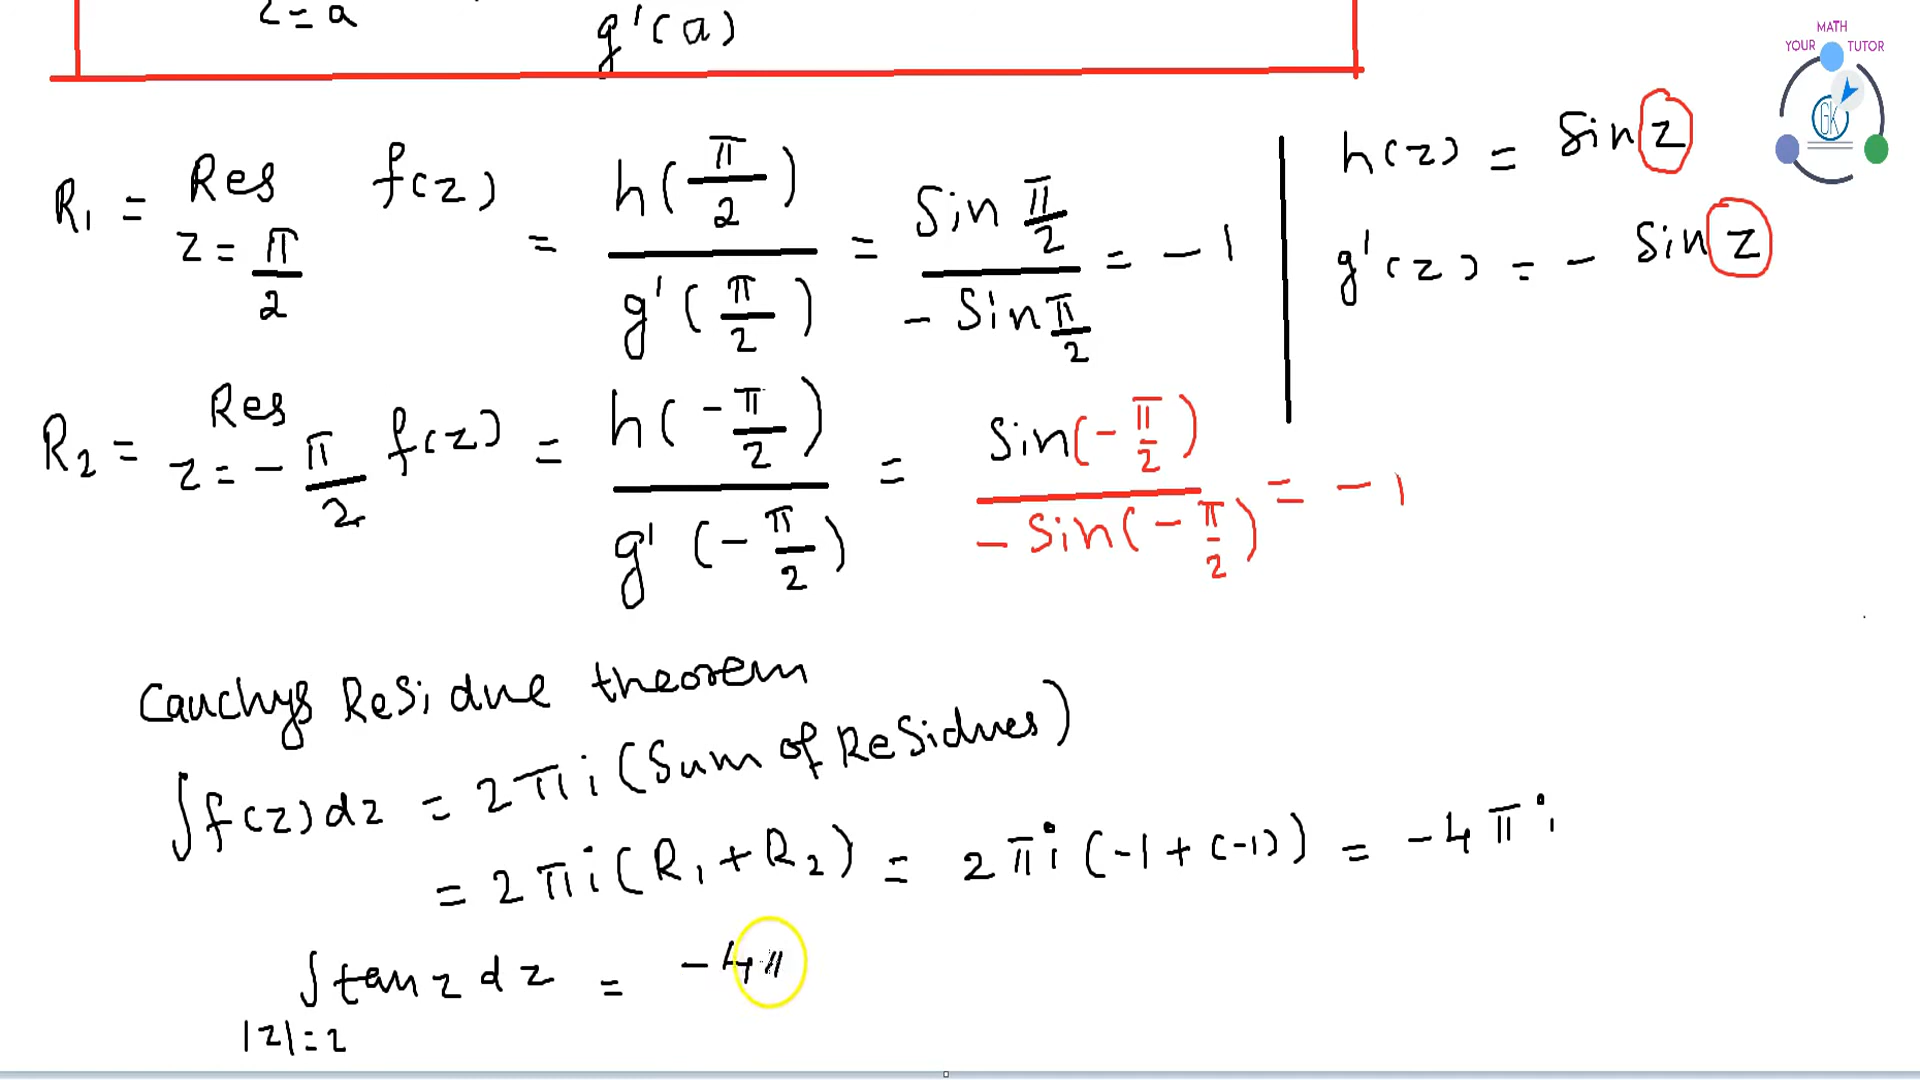 z=a
g'(a)
MATH
YOUR TUTOR
GK
h(z) = Sin z
g'(z) = - Sin z
R₁ = Res z=π/2 f(z) = h(π/2) / g'(π/2) = Sin π/2 / - Sin π/2 = -1
R₂ = Res z=-π/2 f(z) = h(-π/2) / g'(-π/2) = Sin(-π/2) / - Sin(-π/2) = -1
Cauchys Residue theorem
∫f(z)dz = 2πi (Sum of Residues)
= 2πi (R₁+R₂) = 2πi (-1+(-1)) = -4πi
∫tan z dz = -4π
|z|=2